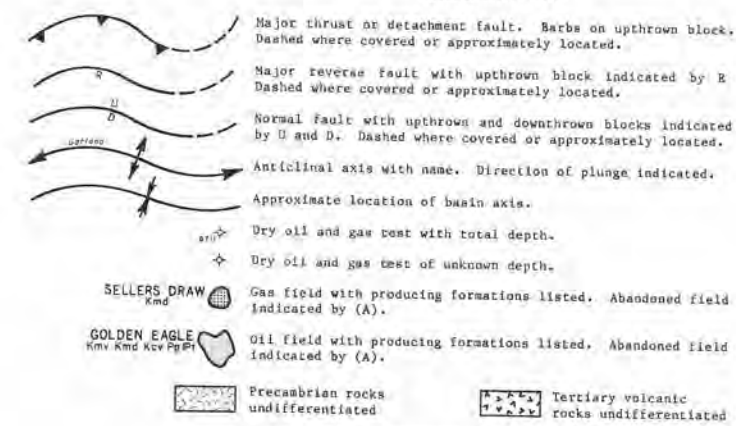 Major thrust or detachment fault. Barbs on upthrown block.
Dashed where covered or approximately located.
R
Major reverse fault with upthrown block indicated by R
Dashed where covered or approximately located.
U
D
Normal fault with upthrown and downthrown blocks indicated
by U and D. Dashed where covered or approximately located.
Anticlinal axis with name. Direction of plunge indicated.
Approximate location of basin axis.
Dry oil and gas test with total depth.
Dry oil and gas test of unknown depth.
SELLERS DRAW
Kmd
Gas field with producing formations listed. Abandoned field
indicated by (A).
GOLDEN EAGLE
Kmv Kmd Kcv Pp IPt
Oil field with producing formations listed. Abandoned field
indicated by (A).
Precambrian rocks
undifferentiated
Tertiary volcanic
rocks undifferentiated